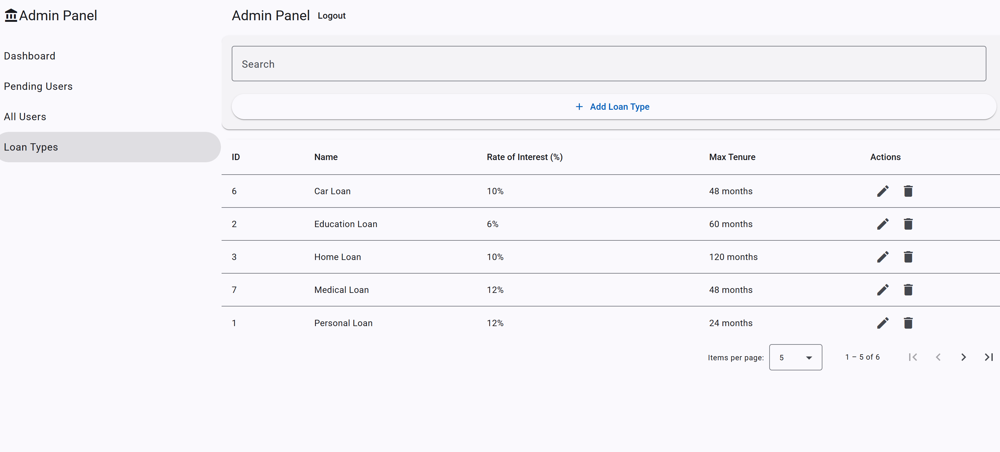 Admin Panel
Dashboard
Pending Users
All Users
Loan Types
Admin Panel Logout
Search
+ Add Loan Type
ID Name Rate of Interest (%) Max Tenure Actions
6 Car Loan 10% 48 months
2 Education Loan 6% 60 months
3 Home Loan 10% 120 months
7 Medical Loan 12% 48 months
1 Personal Loan 12% 24 months
Items per page: 5 1 – 5 of 6